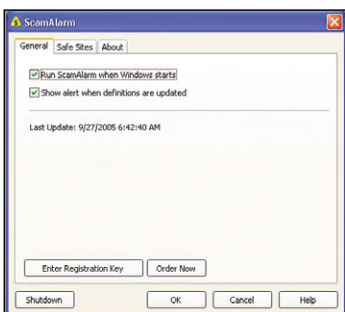 ScamAlarm
General Safe Sites About
Run ScamAlarm when Windows starts
Show alert when definitions are updated
Last Update: 9/27/2005 6:42:40 AM
Enter Registration Key Order Now
Shutdown OK Cancel Help